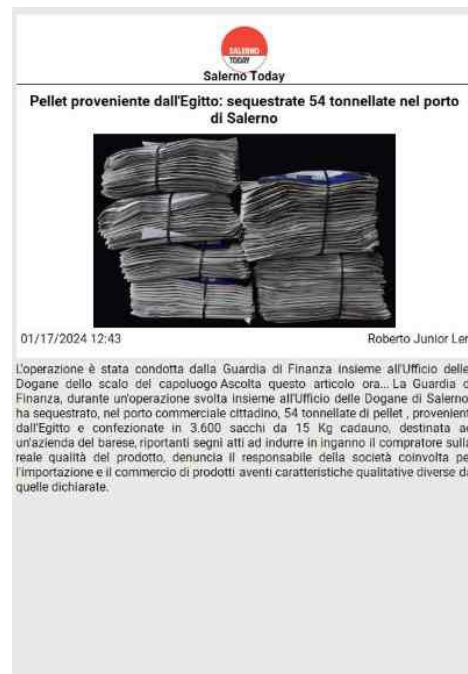 SALERNO
TODAY
Salerno Today
Pellet proveniente dall'Egitto: sequestrate 54 tonnellate nel porto
di Salerno
01/17/2024 12:43
Roberto Junior Ler
L'operazione è stata condotta dalla Guardia di Finanza insieme all'Ufficio delle
Dogane dello scalo del capoluogo Ascolta questo articolo ora... La Guardia d
Finanza, durante un'operazione svolta insieme all'Ufficio delle Dogane di Salerno
ha sequestrato, nel porto commerciale cittadino, 54 tonnellate di pellet , provenient
dall'Egitto e confezionate in 3.600 sacchi da 15 Kg cadauno, destinata ad
un'azienda del barese, riportanti segni atti ad indurre in inganno il compratore sulla
reale qualità del prodotto, denuncia il responsabile della società coinvolta pe
l'importazione e il commercio di prodotti aventi caratteristiche qualitative diverse da
quelle dichiarate.